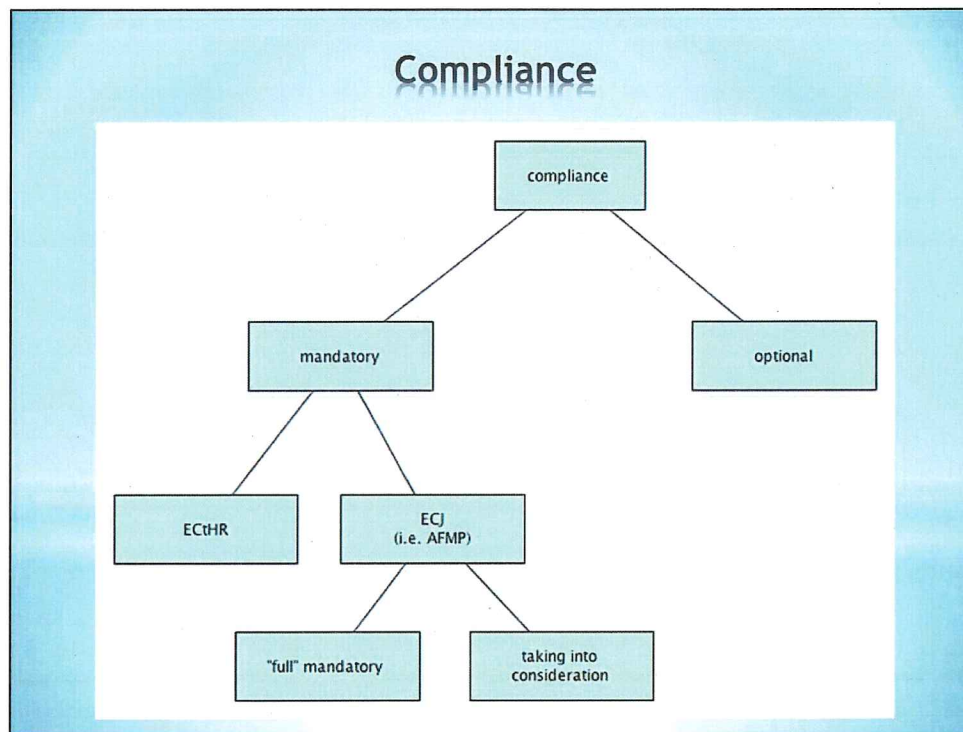 Compliance
compliance
mandatory
optional
ECtHR
ECJ
(i.e. AFMP)
"full" mandatory
taking into
consideration